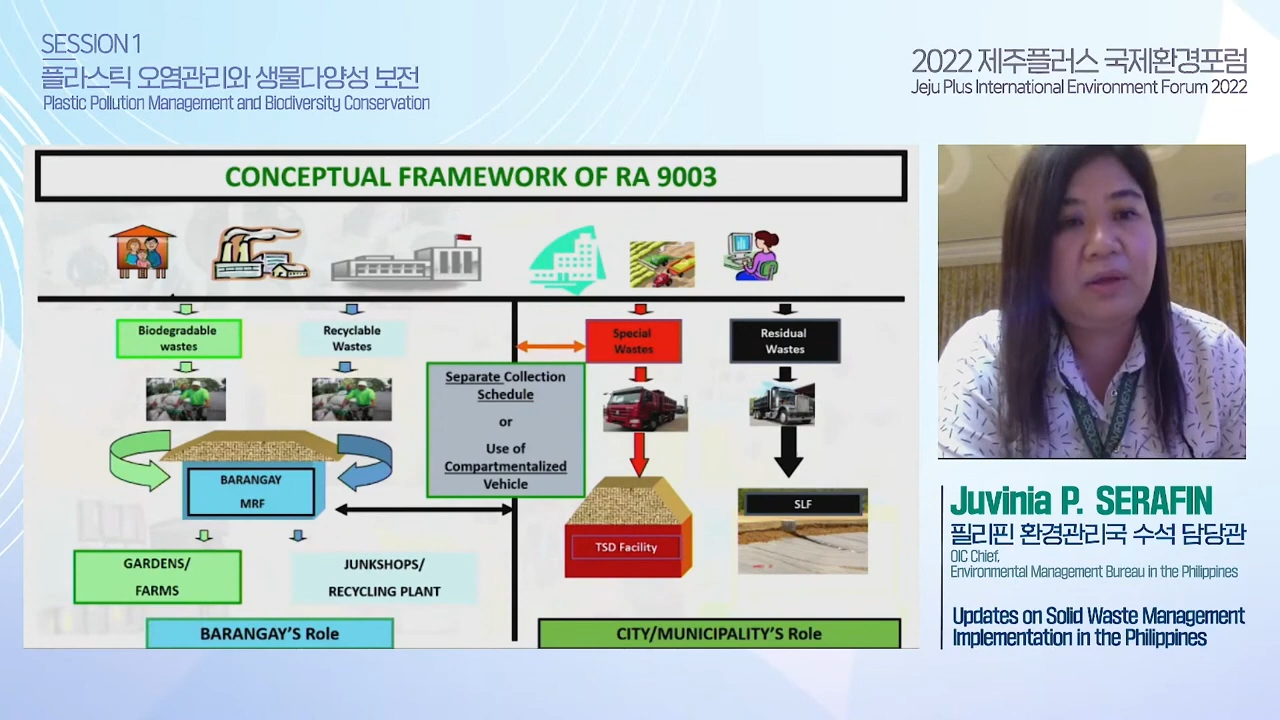 SESSION 1
플라스틱 오염관리와 생물다양성 보전
Plastic Pollution Management and Biodiversity Conservation
2022 제주플러스 국제환경포럼
Jeju Plus International Environment Forum 2022
CONCEPTUAL FRAMEWORK OF RA 9003
Biodegradable
wastes
Recyclable
Wastes
Special
Wastes
Residual
Wastes
Separate Collection
Schedule
or
Use of
Compartmentalized
Vehicle
BARANGAY
MRF
TSD Facility
SLF
GARDENS/
FARMS
JUNKSHOPS/
RECYCLING PLANT
BARANGAY'S Role
CITY/MUNICIPALITY'S Role
Juvinia P. SERAFIN
필리핀 환경관리국 수석 담당관
OIC Chief,
Environmental Management Bureau in the Philippines
Updates on Solid Waste Management
Implementation in the Philippines